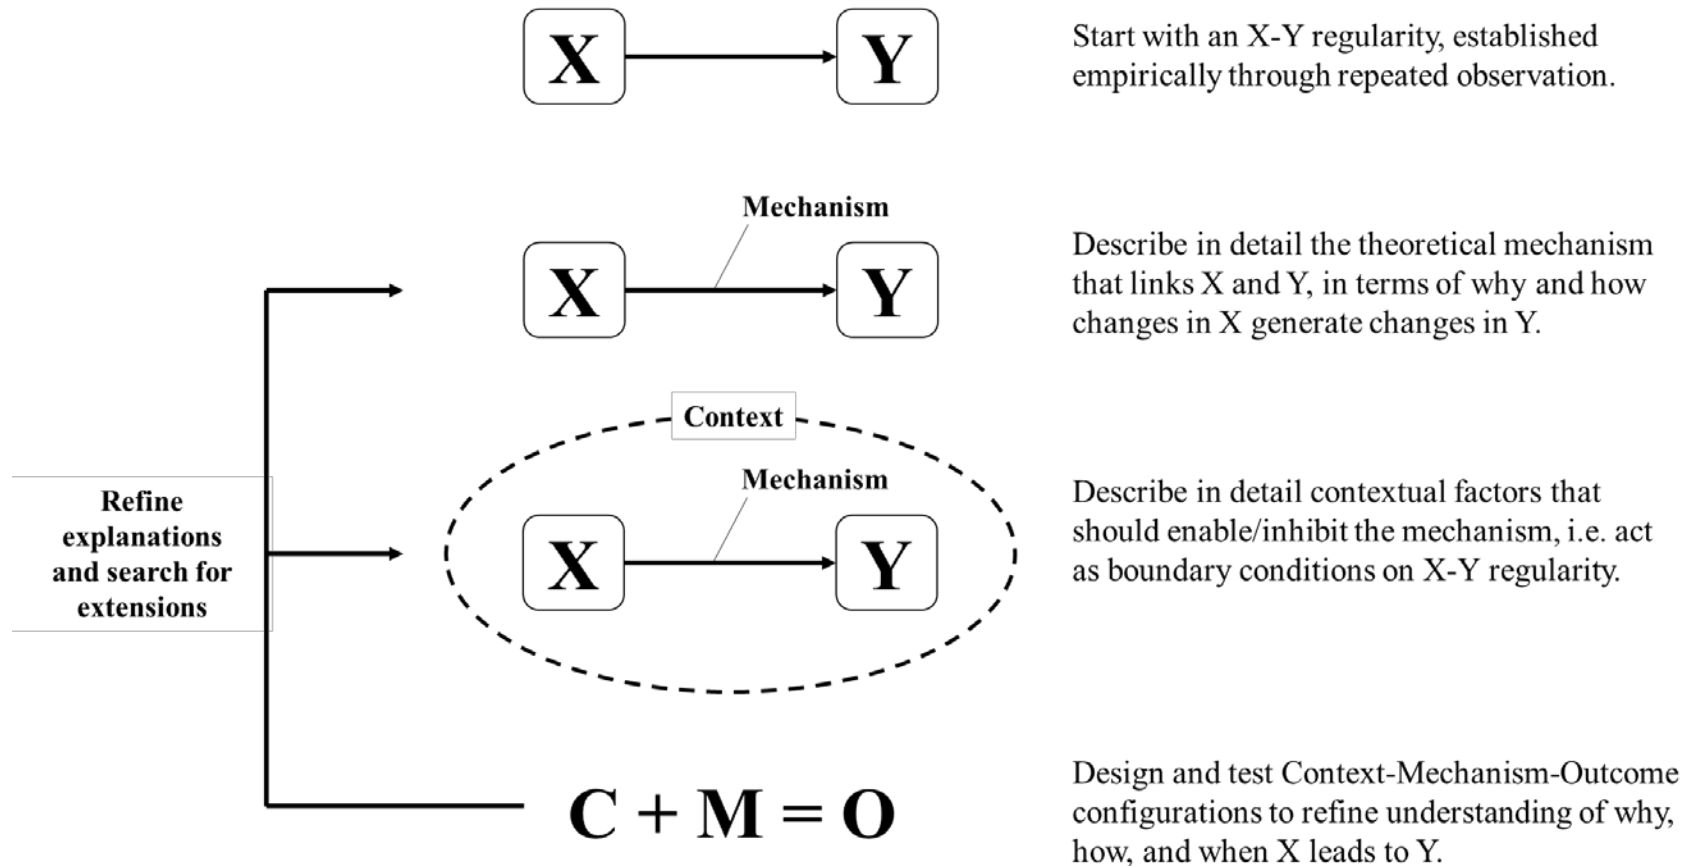 X
Y
Start with an X-Y regularity, established
empirically through repeated observation.
Mechanism
X
Y
Describe in detail the theoretical mechanism
that links X and Y, in terms of why and how
changes in X generate changes in Y.
Context
Mechanism
X
Y
Describe in detail contextual factors that
should enable/inhibit the mechanism, i.e. act
as boundary conditions on X-Y regularity.
Refine
explanations
and search for
extensions
C + M = O
Design and test Context-Mechanism-Outcome
configurations to refine understanding of why,
how, and when X leads to Y.